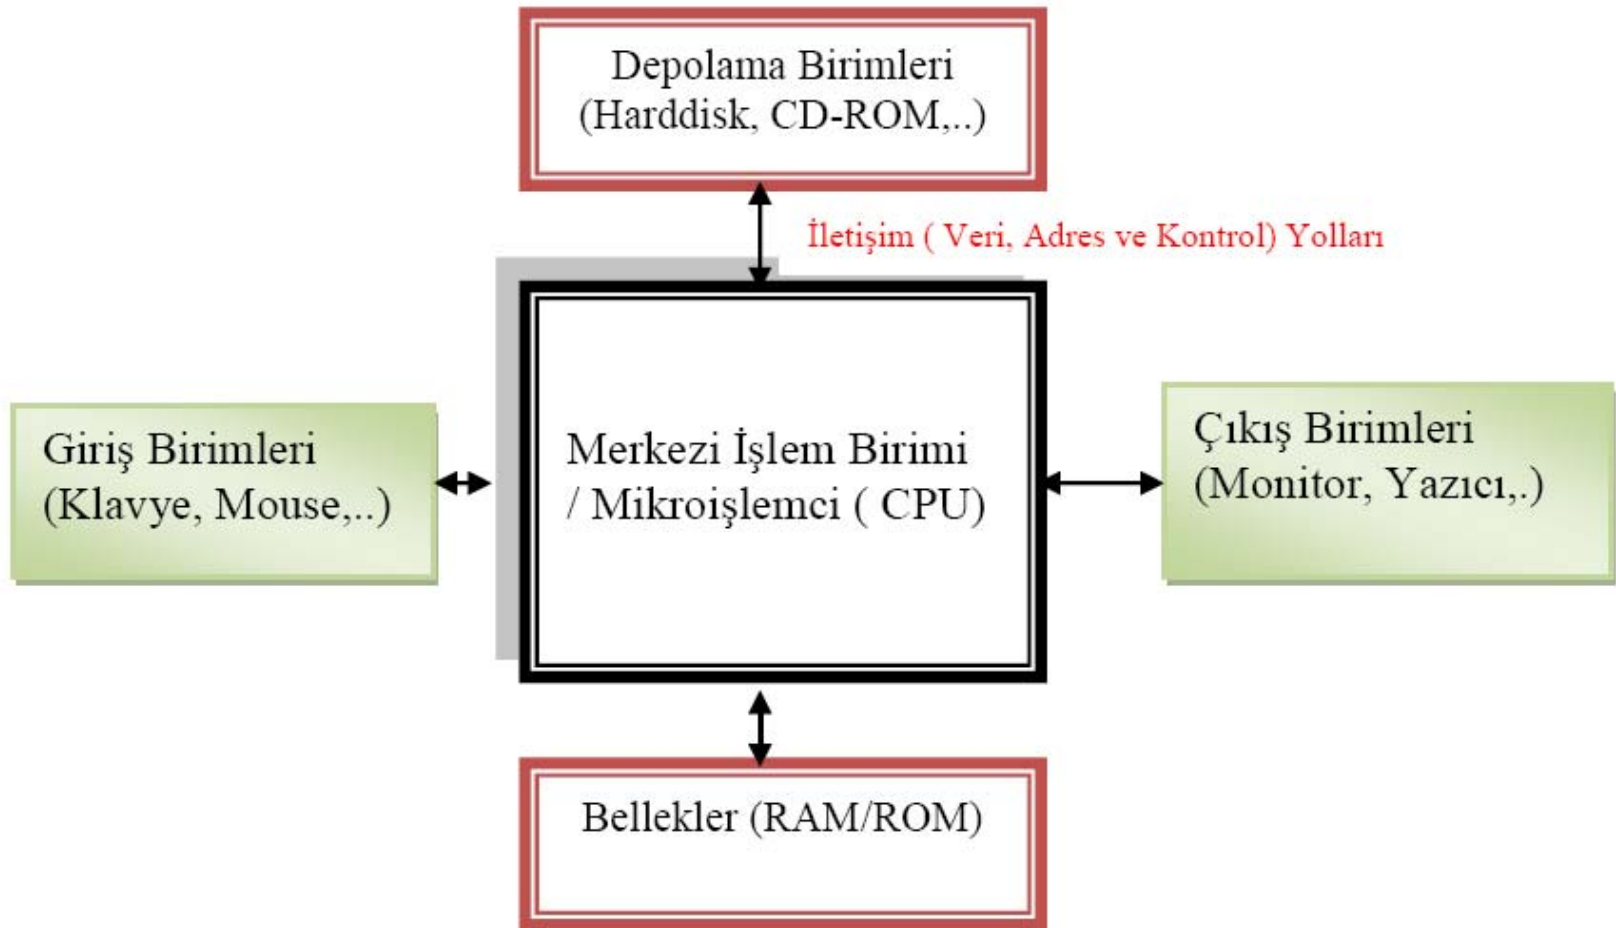 Depolama Birimleri
(Harddisk, CD-ROM,..)
İletişim ( Veri, Adres ve Kontrol) Yolları
Giriş Birimleri
(Klavye, Mouse,..)
Merkezi İşlem Birimi
/ Mikroişlemci ( CPU)
Çıkış Birimleri
(Monitor, Yazıcı,.)
Bellekler (RAM/ROM)